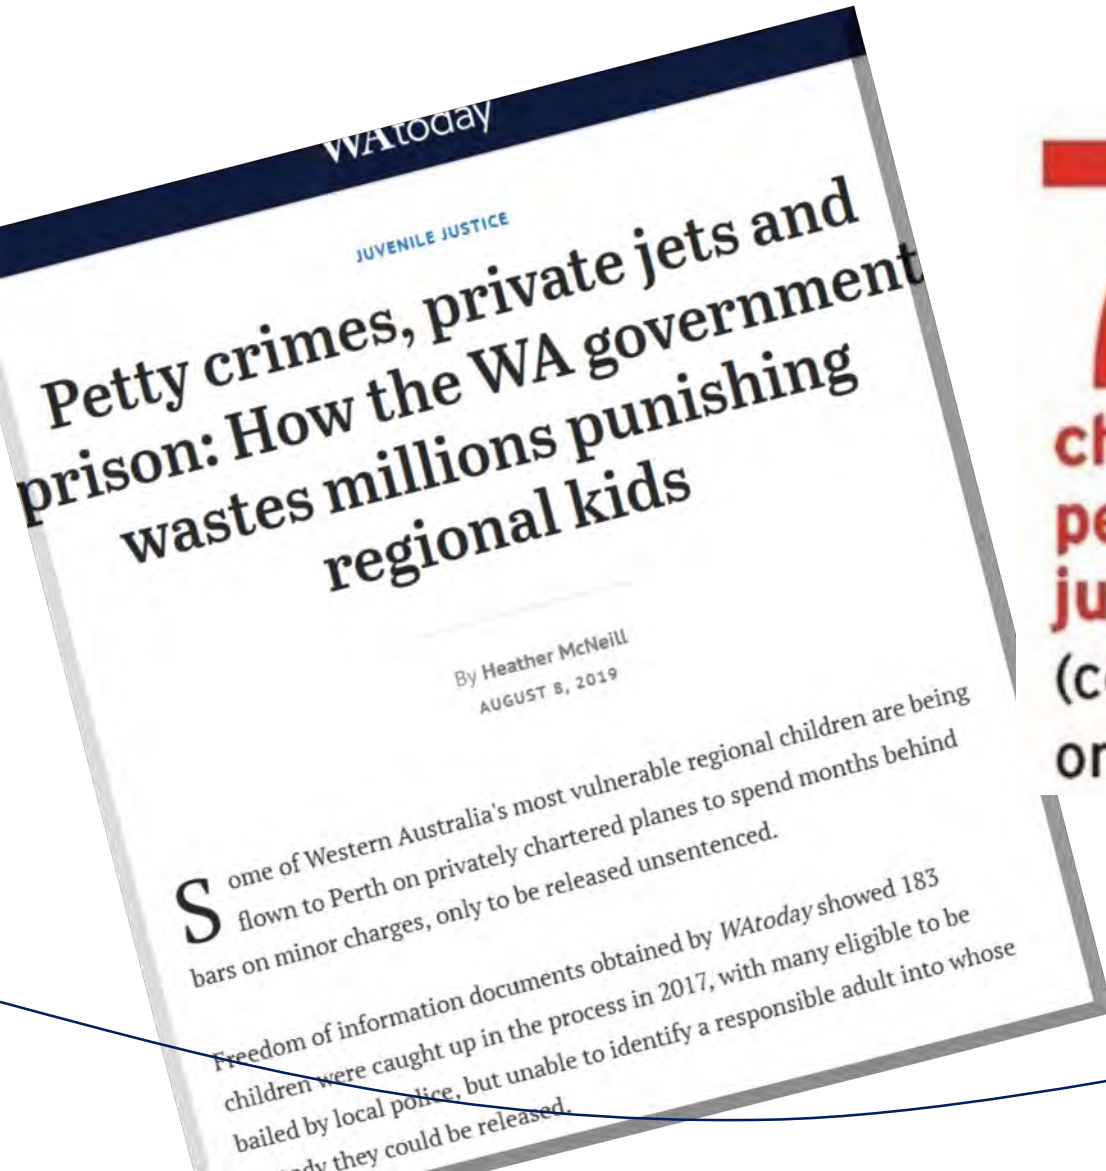 WAtoday
JUVENILE JUSTICE
Petty crimes, private jets and
prison: How the WA government
wastes millions punishing
regional kids
By Heather McNeill
AUGUST 8, 2019
Some of Western Australia's most vulnerable regional children are being
flown to Perth on privately chartered planes to spend months behind
bars on minor charges, only to be released unsentenced.
Freedom of information documents obtained by WAtoday showed 183
children were caught up in the process in 2017, with many eligible to be
bailed by local police, but unable to identify a responsible adult into whose
they could be released.